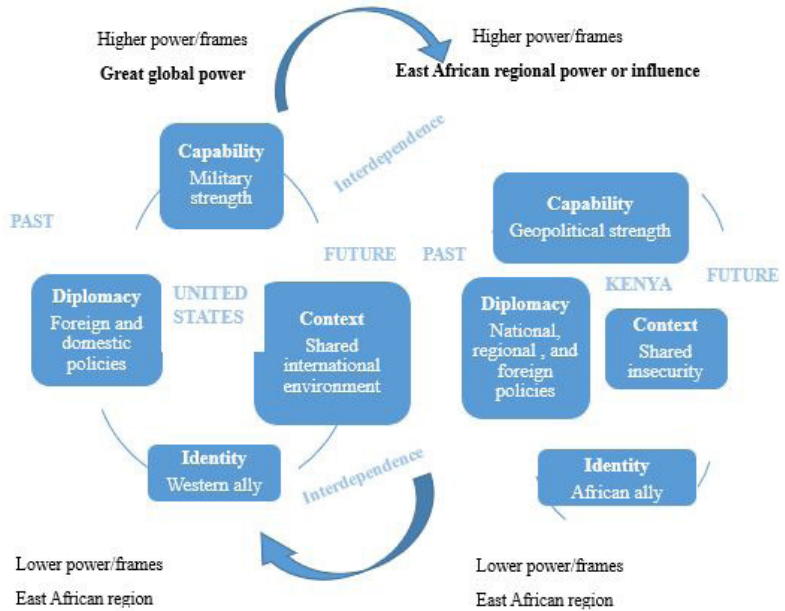 Higher power/frames
Great global power
Higher power/frames
East African regional power or influence
Interdependence
Capability
Military
strength
PAST
FUTURE
Diplomacy
Foreign and
domestic
policies
UNITED
STATES
Context
Shared
international
environment
Identity
Western ally
PAST
Capability
Geopolitical strength
KENYA
FUTURE
Diplomacy
National,
regional , and
foreign
policies
Context
Shared
insecurity
Identity
African ally
Interdependence
Lower power/frames
East African region
Lower power/frames
East African region